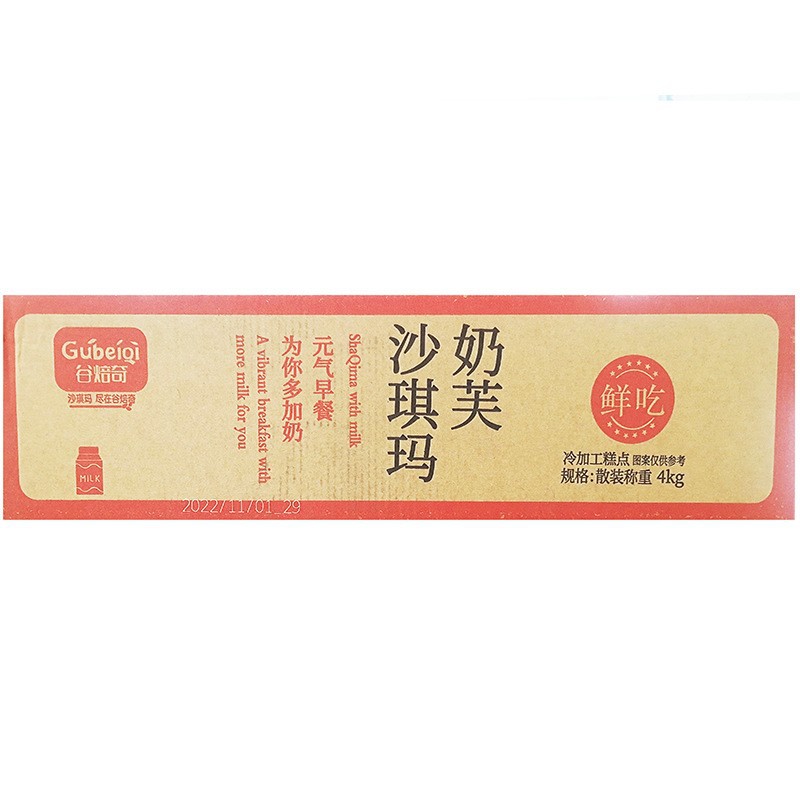 Gubeiqi
谷焙奇
沙琪玛 尽在谷焙奇
MILK
奶芙
沙琪玛
ShaQima with milk
元气早餐
为你多加奶
A vibrant breakfast with
more milk for you
鲜吃
冷加工糕点 图案仅供参考
规格:散装称重 4kg
2022/11/01_29